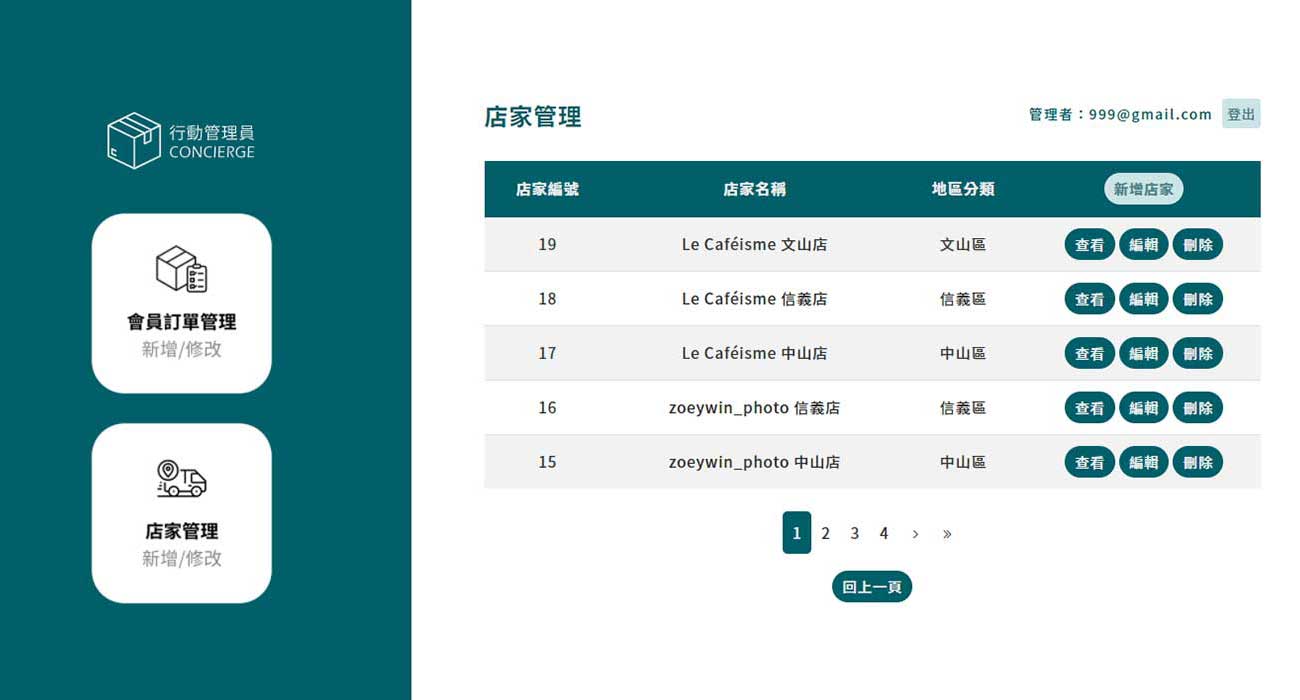 行動管理員
CONCIERGE
會員訂單管理
新增/修改
店家管理
新增/修改
店家管理
管理者：999@gmail.com 登出
店家編號 店家名稱 地區分類 新增店家
19 Le Caféisme 文山店 文山區 查看 編輯 刪除
18 Le Caféisme 信義店 信義區 查看 編輯 刪除
17 Le Caféisme 中山店 中山區 查看 編輯 刪除
16 zoeywin_photo 信義店 信義區 查看 編輯 刪除
15 zoeywin_photo 中山店 中山區 查看 編輯 刪除
1 2 3 4 › »
回上一頁